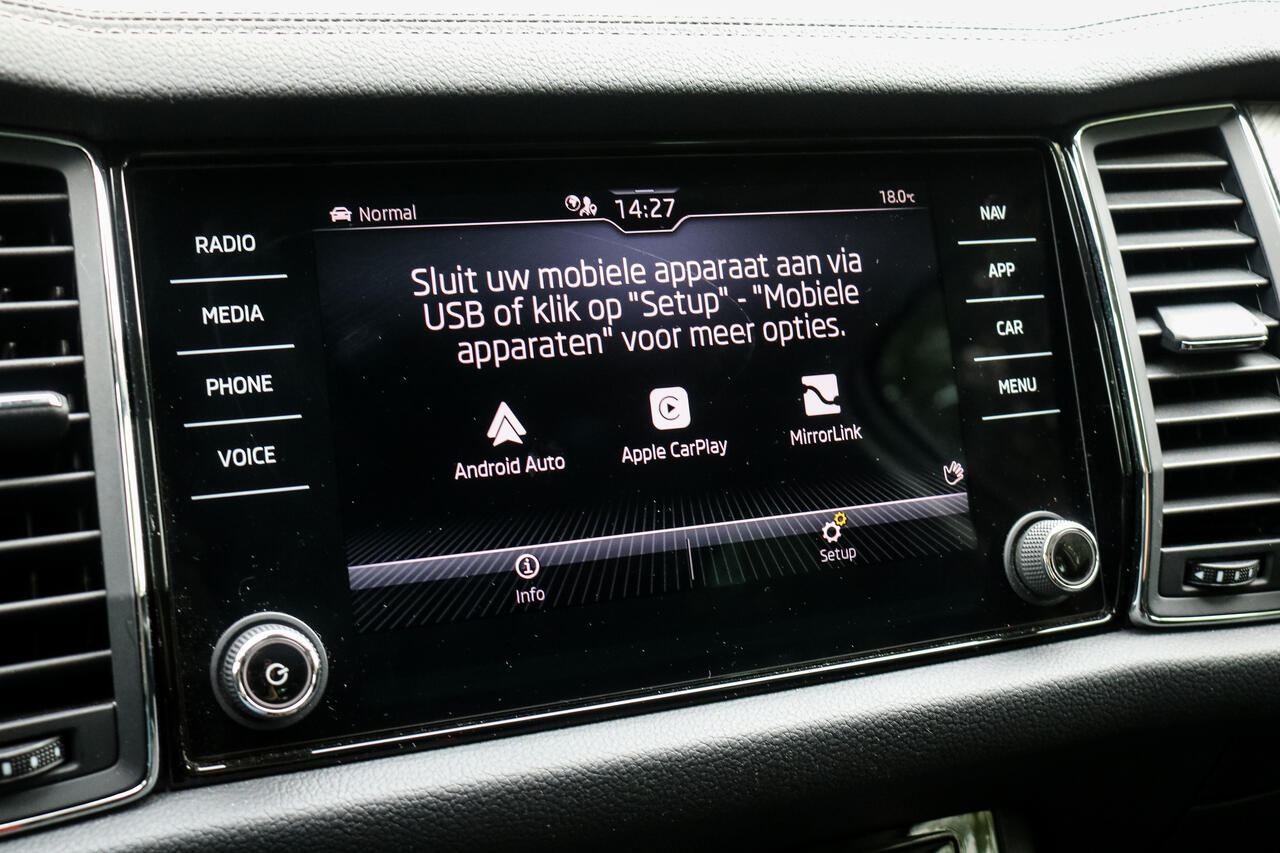 Normal
14:27
18.0°C
RADIO
MEDIA
PHONE
VOICE
Sluit uw mobiele apparaat aan via
USB of klik op "Setup" - "Mobiele
apparaten" voor meer opties.
Android Auto
Apple CarPlay
MirrorLink
Info
Setup
NAV
APP
CAR
MENU